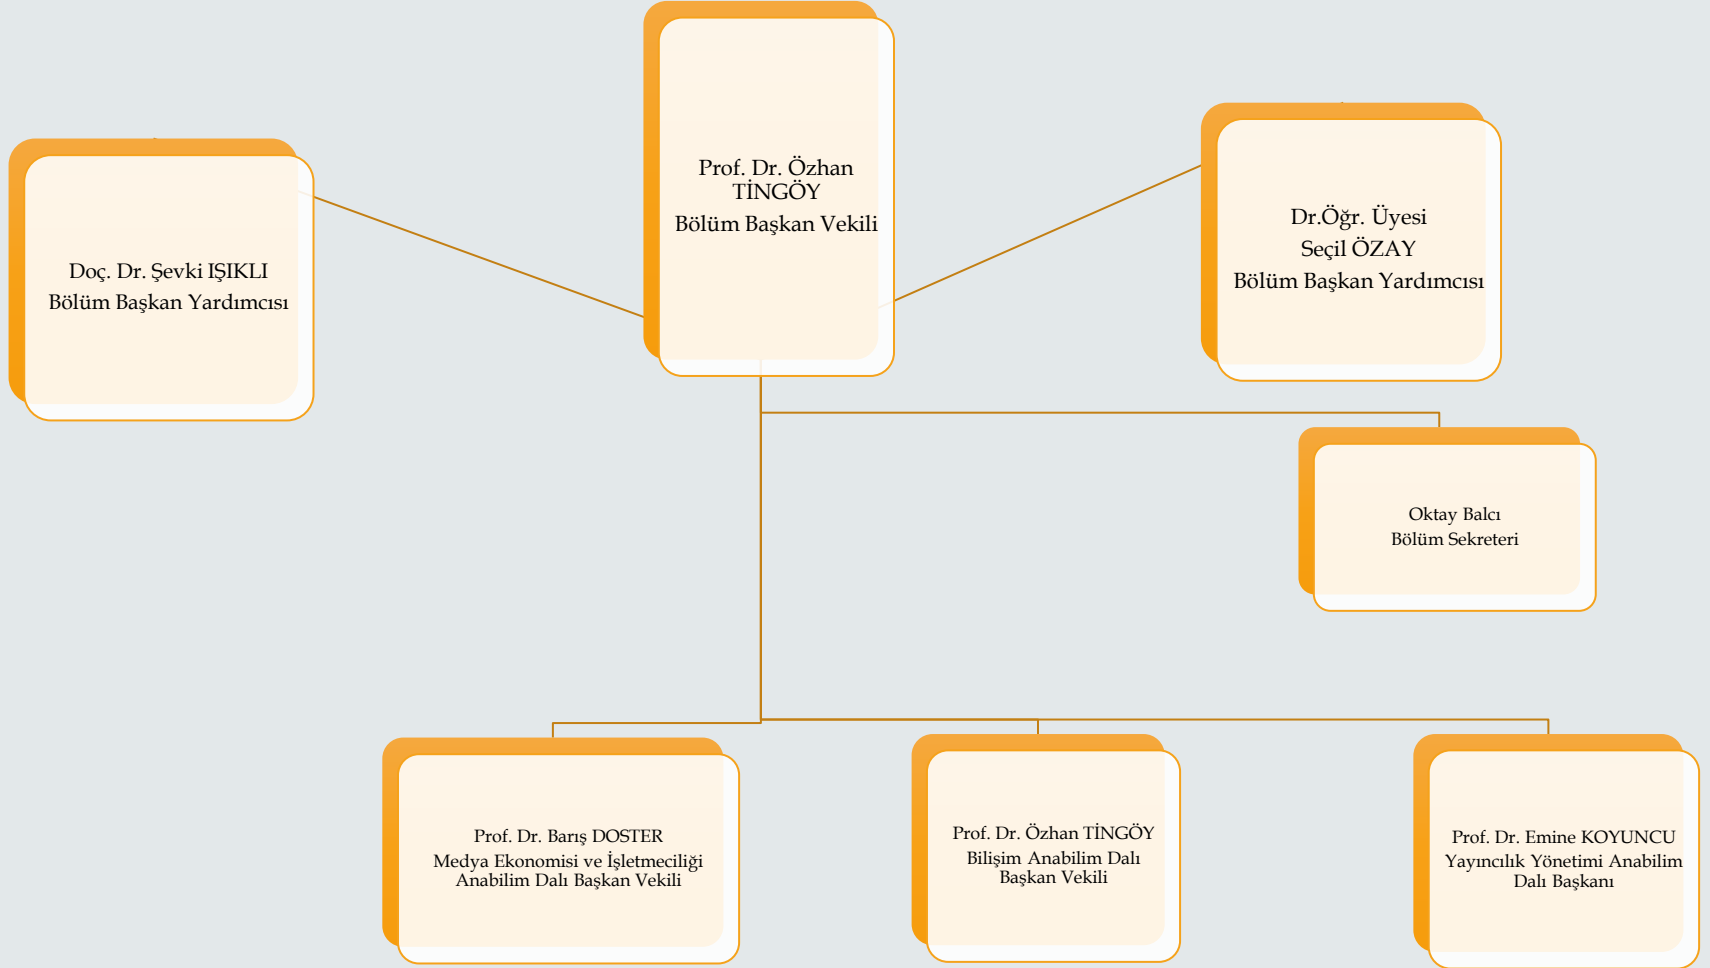 Prof. Dr. Özhan
TİNGÖY
Bölüm Başkan Vekili
Doç. Dr. Şevki IŞIKLI
Bölüm Başkan Yardımcısı
Dr.Öğr. Üyesi
Seçil ÖZAY
Bölüm Başkan Yardımcısı
Oktay Balcı
Bölüm Sekreteri
Prof. Dr. Barış DOSTER
Medya Ekonomisi ve İşletmeciliği
Anabilim Dalı Başkan Vekili
Prof. Dr. Özhan TİNGÖY
Bilişim Anabilim Dalı
Başkan Vekili
Prof. Dr. Emine KOYUNCU
Yayıncılık Yönetimi Anabilim
Dalı Başkanı